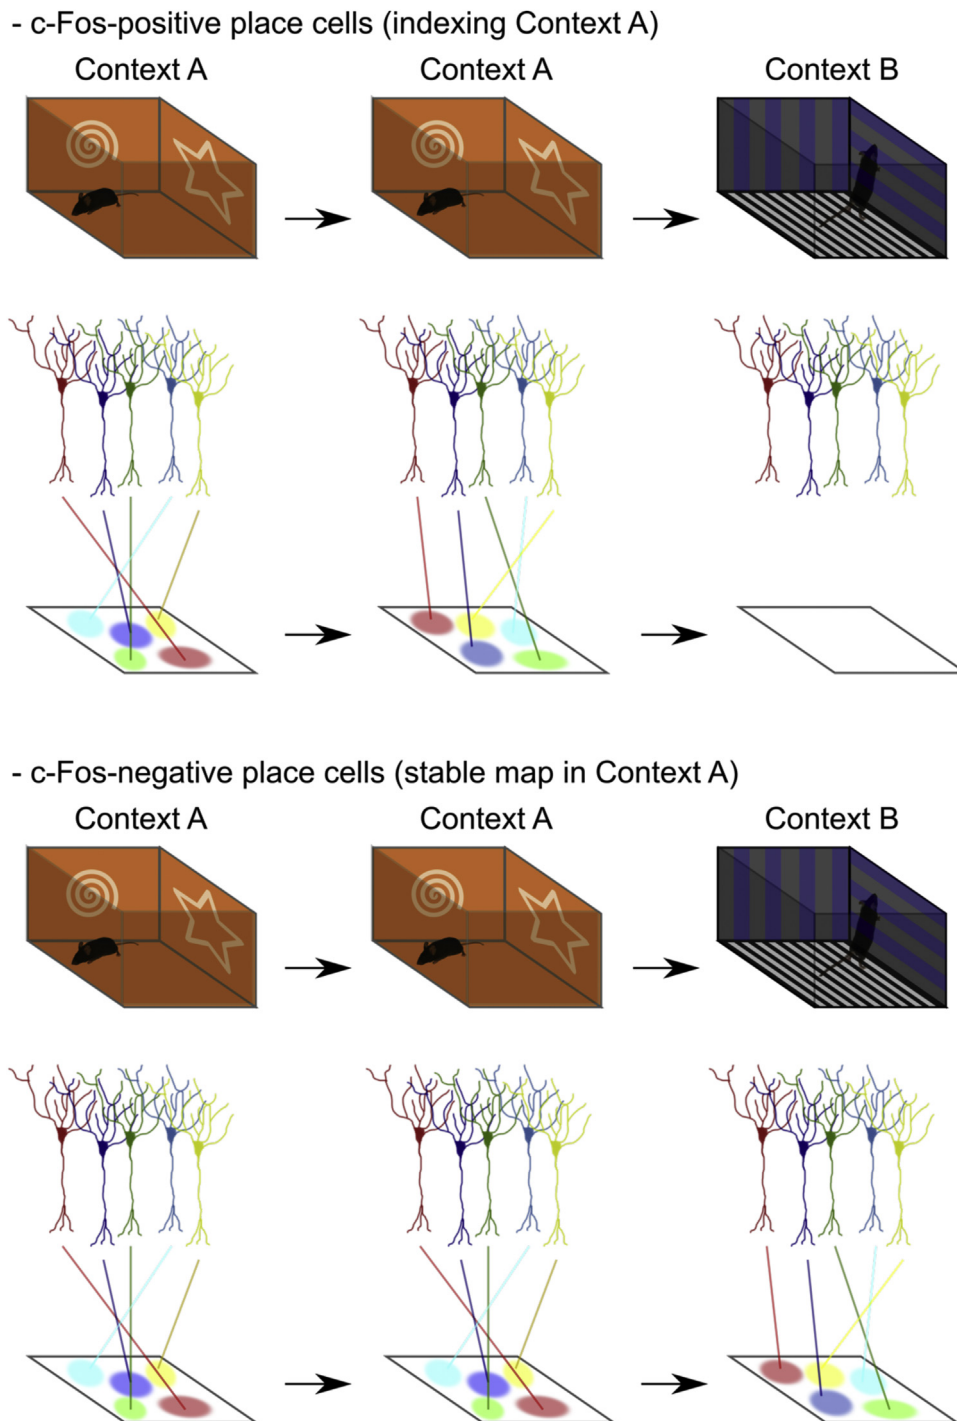 - c-Fos-positive place cells (indexing Context A)
Context A
Context A
Context B
- c-Fos-negative place cells (stable map in Context A)
Context A
Context A
Context B